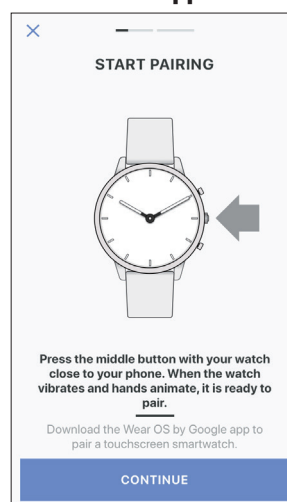 START PAIRING
Press the middle button with your watch
close to your phone. When the watch
vibrates and hands animate, it is ready to
pair.
Download the Wear OS by Google app to
pair a touchscreen smartwatch.
CONTINUE